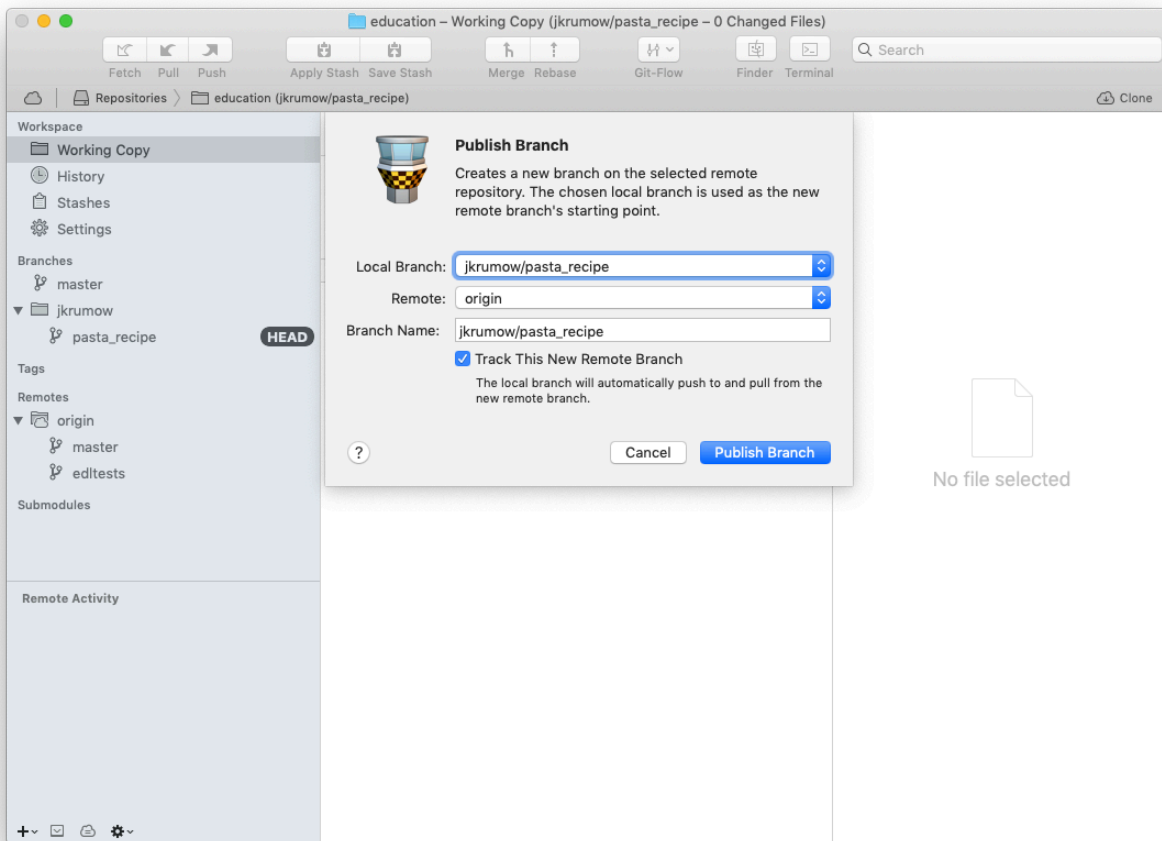 education – Working Copy (jkrumow/pasta_recipe – 0 Changed Files)
Search
Fetch Pull Push Apply Stash Save Stash Merge Rebase Git-Flow Finder Terminal
Repositories education (jkrumow/pasta_recipe) Clone
Workspace
Working Copy
History
Stashes
Settings
Branches
master
jkrumow
pasta_recipe HEAD
Tags
Remotes
origin
master
edltests
Submodules
Remote Activity
Publish Branch
Creates a new branch on the selected remote
repository. The chosen local branch is used as the new
remote branch's starting point.
Local Branch: jkrumow/pasta_recipe
Remote: origin
Branch Name: jkrumow/pasta_recipe
Track This New Remote Branch
The local branch will automatically push to and pull from the
new remote branch.
? Cancel Publish Branch
No file selected